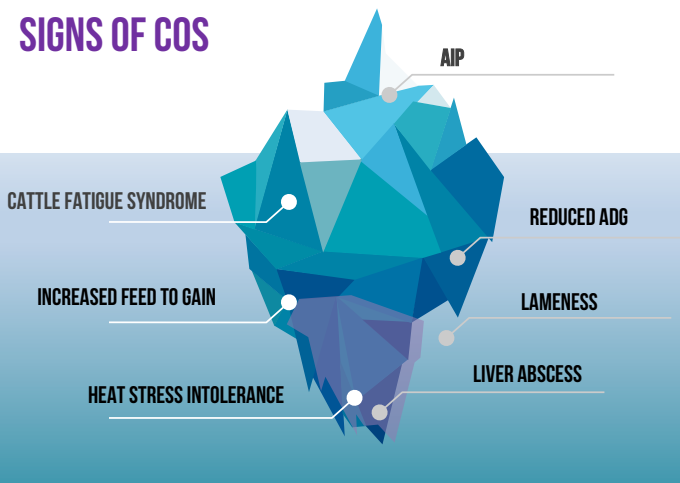 SIGNS OF COS
AIP
CATTLE FATIGUE SYNDROME
REDUCED ADG
INCREASED FEED TO GAIN
LAMENESS
LIVER ABSCESS
HEAT STRESS INTOLERANCE